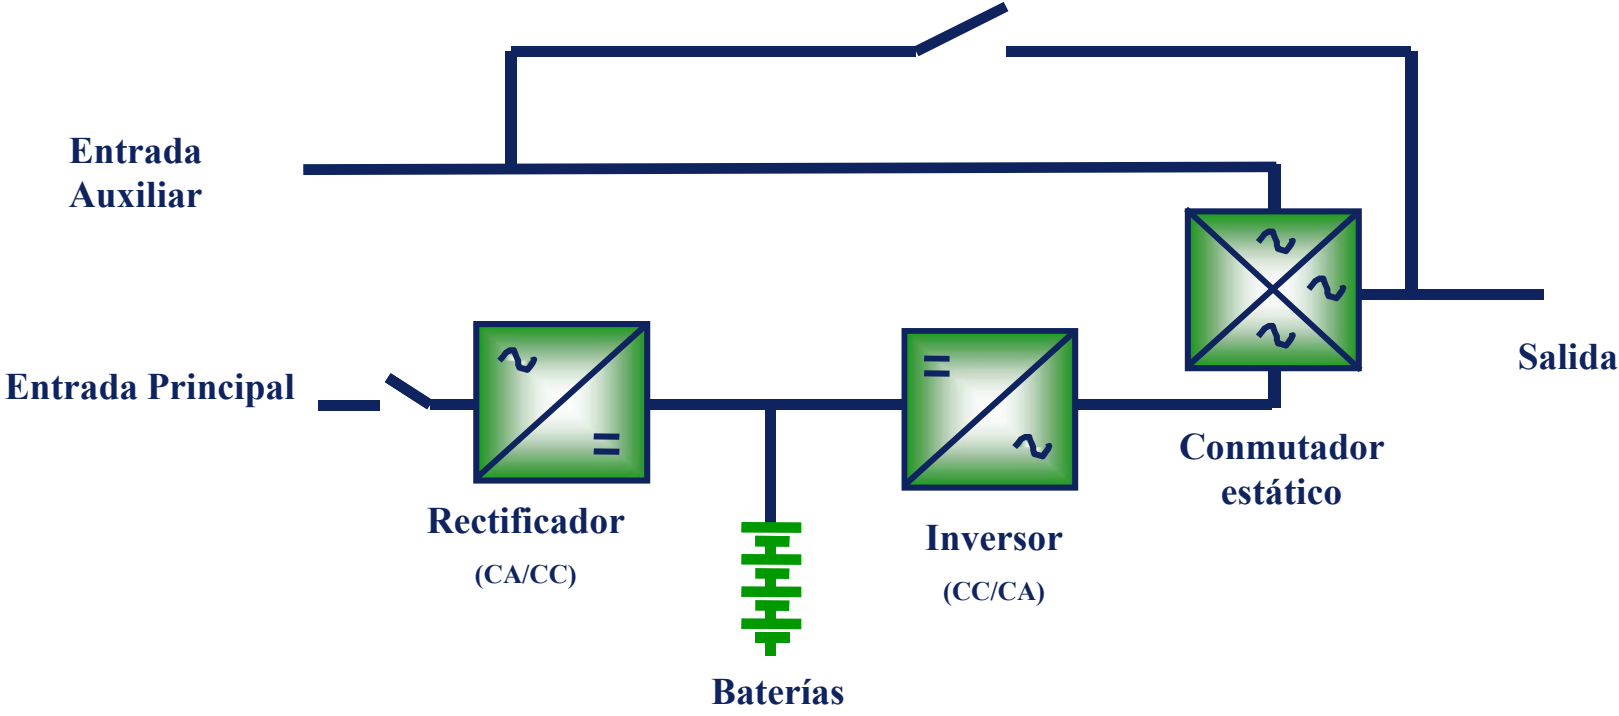 Entrada
Auxiliar
Entrada Principal
Salida
Conmutador
estático
Rectificador
(CA/CC)
Inversor
(CC/CA)
Baterías